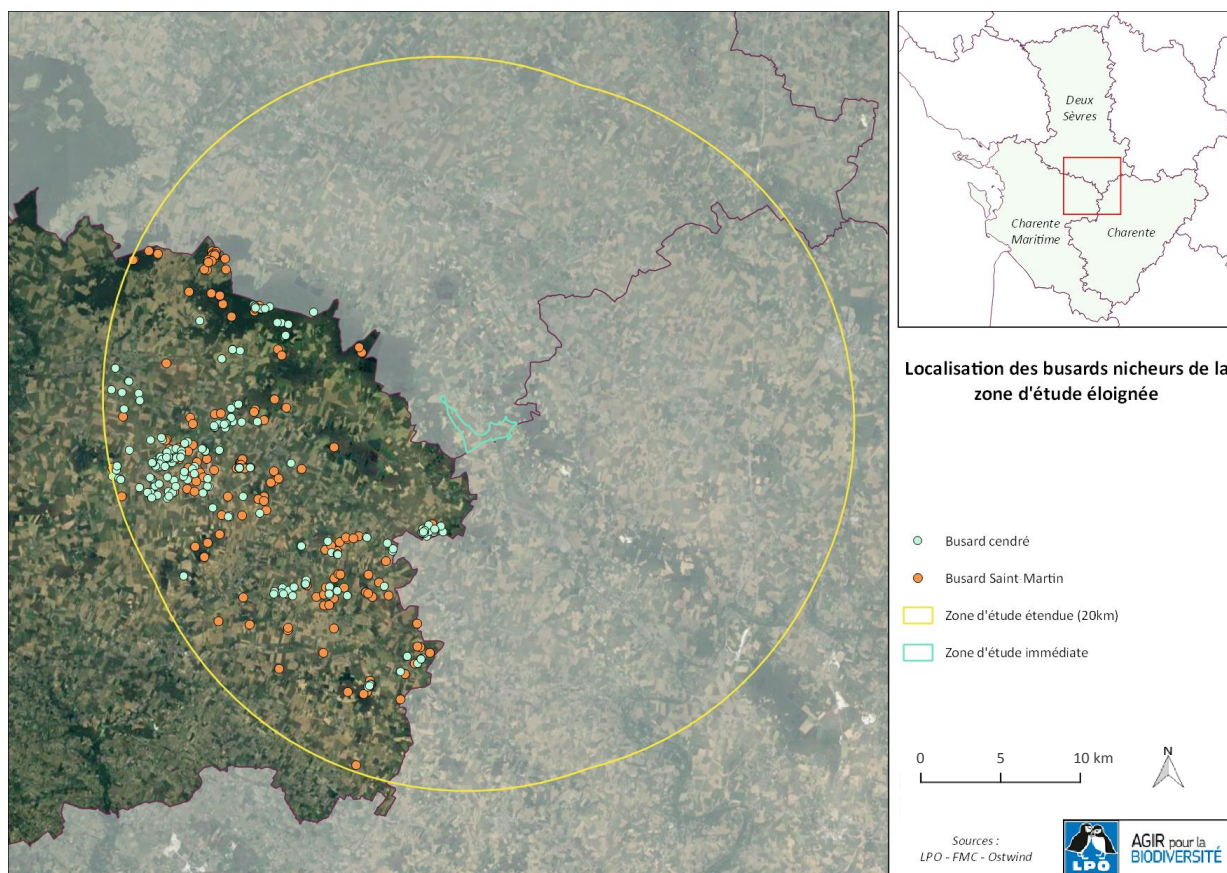 Deux
Sèvres
Charente
Maritime
Charente
Localisation des busards nicheurs de la
zone d'étude éloignée
Busard cendré
Busard Saint-Martin
Zone d'étude étendue (20km)
Zone d'étude immédiate
0 5 10 km
N
Sources :
LPO - FMC - Ostwind
LPO
AGIR pour la
BIODIVERSITÉ